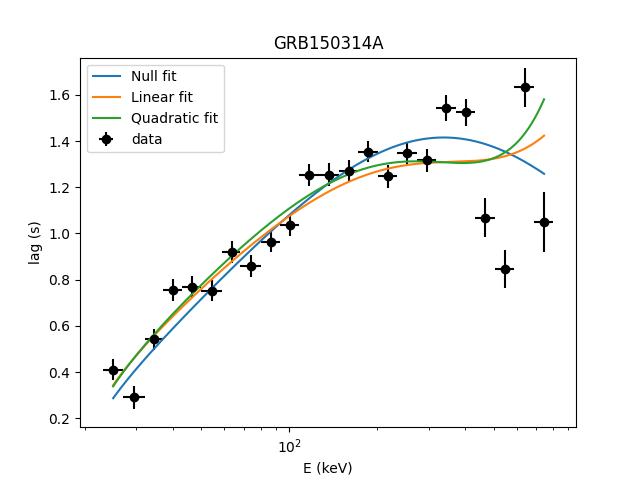 GRB150314A
Null fit
Linear fit
Quadratic fit
data
1.6
1.4
1.2
1.0
0.8
0.6
0.4
0.2
lag (s)
10²
E (keV)